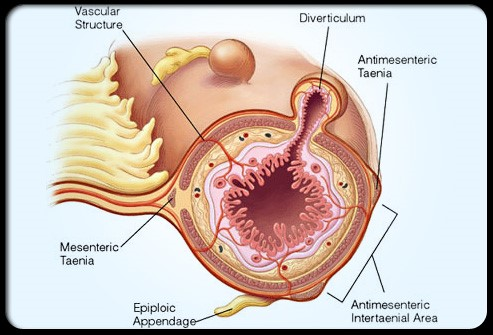 Vascular
Structure
Diverticulum
Antimesenteric
Taenia
Mesenteric
Taenia
Epiploic
Appendage
Antimesenteric
Intertaenial Area